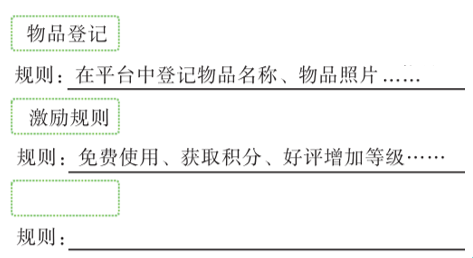 物品登记
规则：在平台中登记物品名称、物品照片……
激励规则
规则：免费使用、获取积分、好评增加等级……
规则：